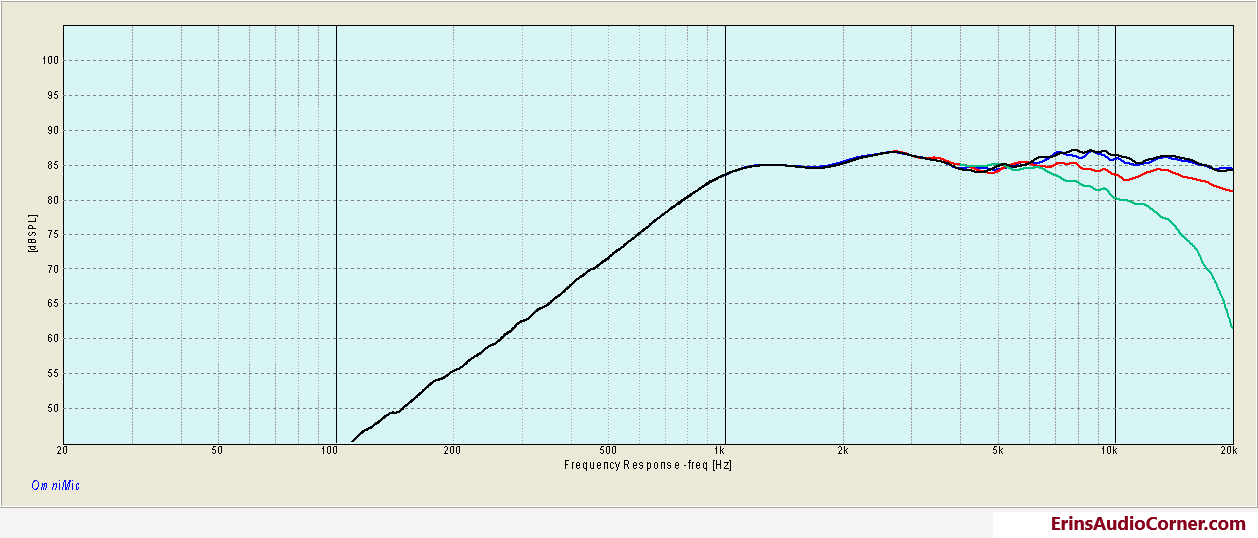 100
95
90
85
80
75
70
65
60
55
50
[dBSPL]
20 50 100 200 500 1k 2k 5k 10k 20k
Frequency Response -freq [Hz]
OmniMic
ErinsAudioCorner.com